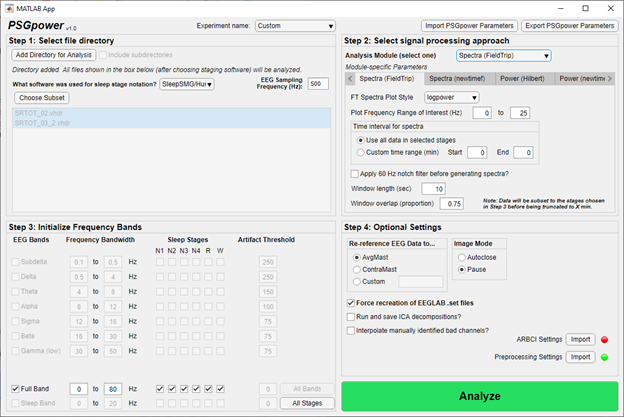 MATLAB App
PSGpower v1.0
Experiment name: Custom
Import PSGpower Parameters
Export PSGpower Parameters
Step 1: Select file directory
Add Directory for Analysis
Include subdirectories
Directory added. All files shown in the box below (after choosing staging software) will be analyzed.
What software was used for sleep stage notation? SleepSMG/Hur
EEG Sampling
Frequency (Hz): 500
Choose Subset
SRTOT_02.vhdr
SRTOT_03_2.vhdr
Step 2: Select signal processing approach
Analysis Module (select one) Spectra (FieldTrip)
Module-specific Parameters
Spectra (FieldTrip) Spectra (newtimef) Power (Hilbert) Power (newtime
FT Spectra Plot Style logpower
Plot Frequency Range of Interest (Hz) 0 to 25
Time interval for spectra
Use all data in selected stages
Custom time range (min) Start 0 End 0
Apply 60 Hz notch filter before generating spectra?
Window length (sec) 10
Window overlap (proportion) 0.75
Note: Data will be subset to the stages chosen
in Step 3 before being truncated to X min.
Step 3: Initialize Frequency Bands
EEG Bands Frequency Bandwidth Sleep Stages Artifact Threshold
N1 N2 N3 N4 R W
Subdelta 0.1 to 0.5 Hz 250
Delta 0.5 to 4 Hz 250
Theta 4 to 8 Hz 150
Alpha 8 to 12 Hz 100
Sigma 12 to 16 Hz 75
Beta 16 to 30 Hz 75
Gamma (low) 30 to 50 Hz 75
Full Band 0 to 80 Hz 0 All Bands
Sleep Band 0 to 20 Hz All Stages
Step 4: Optional Settings
Re-reference EEG Data to...
AvgMast
ContraMast
Custom
Image Mode
Autoclose
Pause
Force recreation of EEGLAB .set files
Run and save ICA decompositions?
Interpolate manually identified bad channels?
ARBCI Settings Import
Preprocessing Settings Import
Analyze